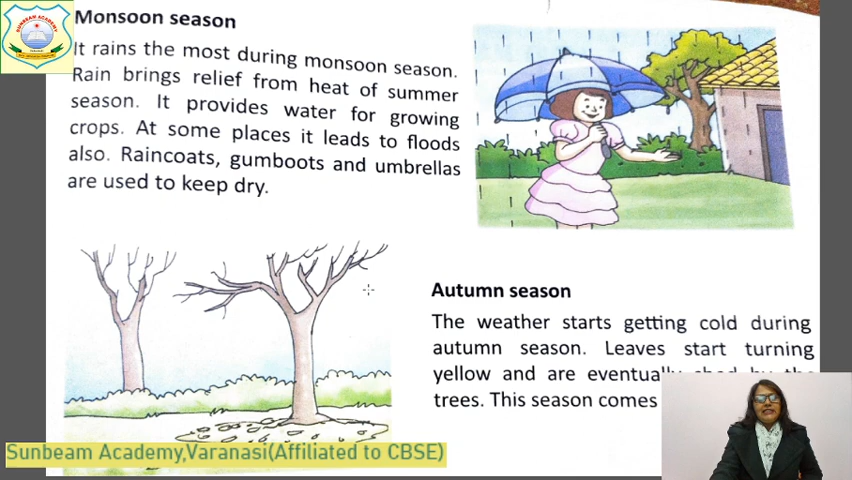 SUNBEAM ACADEMY
Monsoon season
It rains the most during monsoon season.
Rain brings relief from heat of summer
season. It provides water for growing
crops. At some places it leads to floods
also. Raincoats, gumboots and umbrellas
are used to keep dry.
Autumn season
The weather starts getting cold during
autumn season. Leaves start turning
yellow and are eventually shed by the
trees. This season comes
Sunbeam Academy,Varanasi(Affiliated to CBSE)